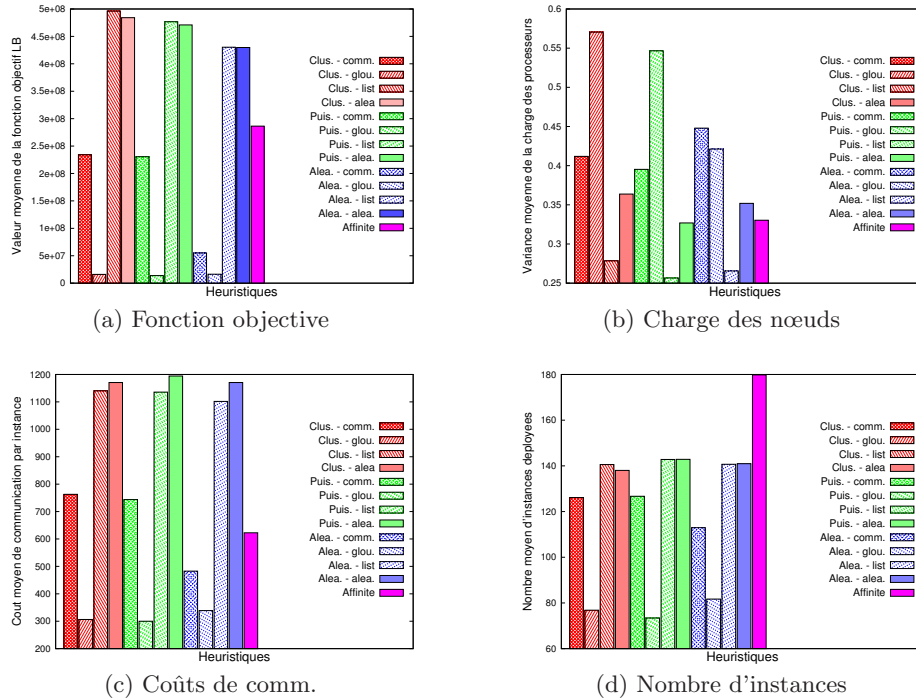 Valeur moyenne de la fonction objectif LB
5e+08
4.5e+08
4e+08
3.5e+08
3e+08
2.5e+08
2e+08
1.5e+08
1e+08
5e+07
0
Heuristiques
Clus. - comm.
Clus. - glou.
Clus. - list
Clus. - alea
Puis. - comm.
Puis. - glou.
Puis. - list
Puis. - alea.
Alea. - comm.
Alea. - glou.
Alea. - list
Alea. - alea.
Affinite
(a) Fonction objective
Variance moyenne de la charge des processeurs
0.6
0.55
0.5
0.45
0.4
0.35
0.3
0.25
Heuristiques
Clus. - comm.
Clus. - glou.
Clus. - list
Clus. - alea
Puis. - comm.
Puis. - glou.
Puis. - list
Puis. - alea.
Alea. - comm.
Alea. - glou.
Alea. - list
Alea. - alea.
Affinite
(b) Charge des nœuds
Cout moyen de communication par instance
1200
1100
1000
900
800
700
600
500
400
300
200
Heuristiques
Clus. - comm.
Clus. - glou.
Clus. - list
Clus. - alea
Puis. - comm.
Puis. - glou.
Puis. - list
Puis. - alea.
Alea. - comm.
Alea. - glou.
Alea. - list
Alea. - alea.
Affinite
(c) Coûts de comm.
Nombre moyen d'instances deployees
180
160
140
120
100
80
60
Heuristiques
Clus. - comm.
Clus. - glou.
Clus. - list
Clus. - alea
Puis. - comm.
Puis. - glou.
Puis. - list
Puis. - alea.
Alea. - comm.
Alea. - glou.
Alea. - list
Alea. - alea.
Affinite
(d) Nombre d'instances